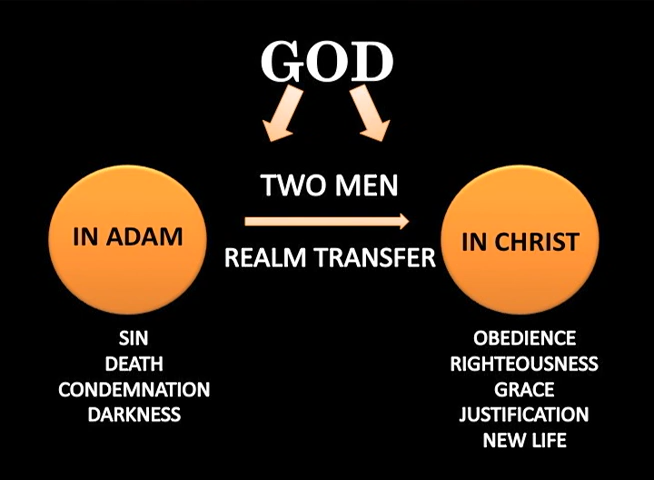 GOD
TWO MEN
IN ADAM
IN CHRIST
REALM TRANSFER
SIN
DEATH
CONDEMNATION
DARKNESS
OBEDIENCE
RIGHTEOUSNESS
GRACE
JUSTIFICATION
NEW LIFE